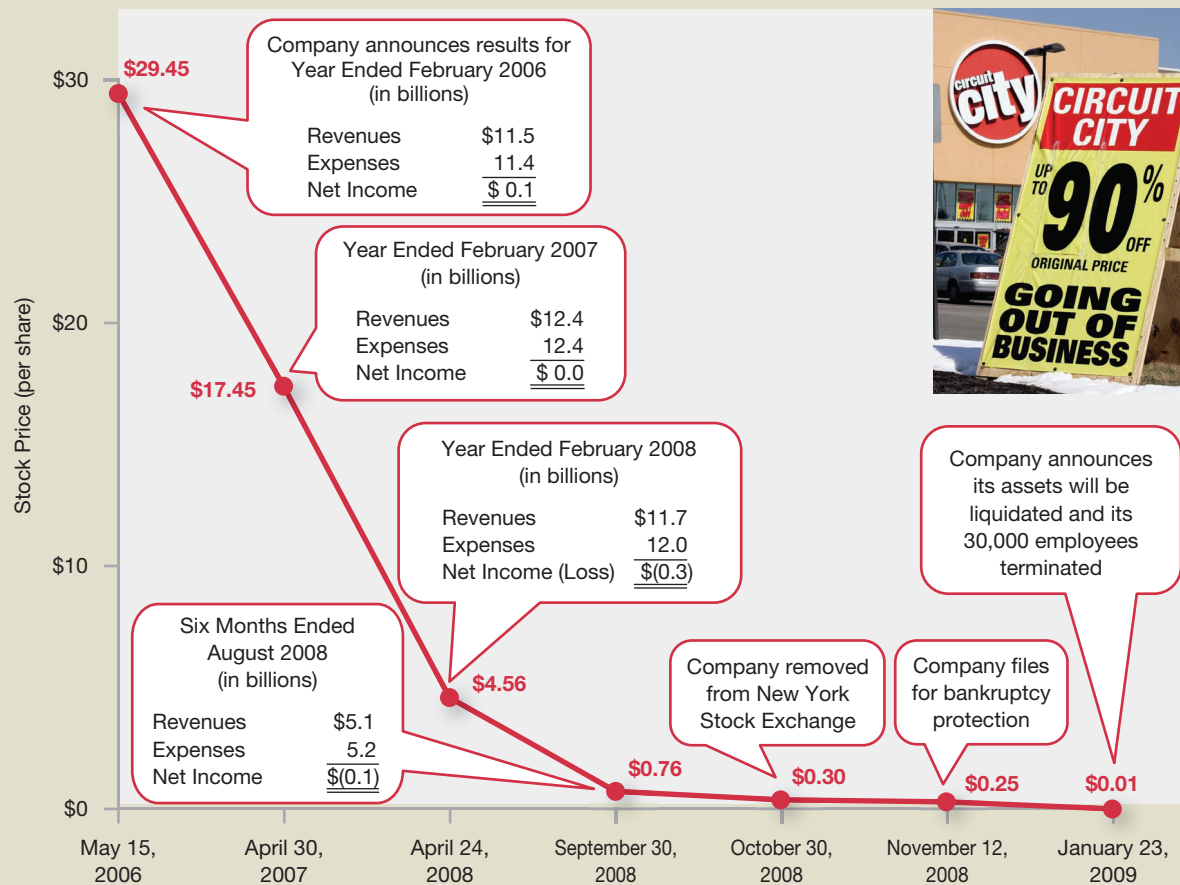 Stock Price (per share)
$30
$20
$10
$0
$29.45
Company announces results for
Year Ended February 2006
(in billions)
Revenues $11.5
Expenses 11.4
Net Income $ 0.1
$17.45
Year Ended February 2007
(in billions)
Revenues $12.4
Expenses 12.4
Net Income $ 0.0
$4.56
Year Ended February 2008
(in billions)
Revenues $11.7
Expenses 12.0
Net Income (Loss) $(0.3)
Six Months Ended
August 2008
(in billions)
Revenues $5.1
Expenses 5.2
Net Income $(0.1)
$0.76
Company removed
from New York
Stock Exchange
$0.30
Company files
for bankruptcy
protection
$0.25
Company announces
its assets will be
liquidated and its
30,000 employees
terminated
$0.01
circuit
city
CIRCUIT
CITY
UP
TO
90%
OFF
ORIGINAL PRICE
GOING
OUT OF
BUSINESS
May 15,
2006
April 30,
2007
April 24,
2008
September 30,
2008
October 30,
2008
November 12,
2008
January 23,
2009